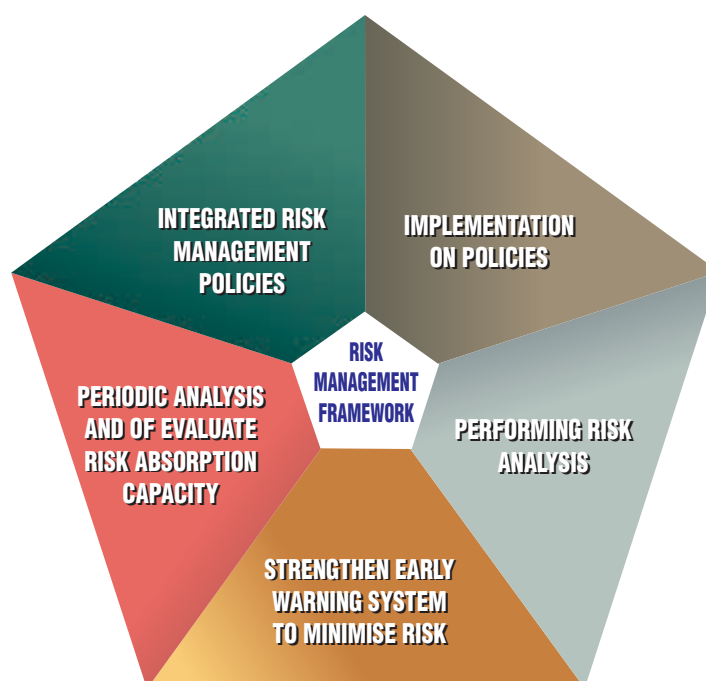 INTEGRATED RISK
MANAGEMENT
POLICIES
IMPLEMENTATION
ON POLICIES
RISK
MANAGEMENT
FRAMEWORK
PERIODIC ANALYSIS
AND OF EVALUATE
RISK ABSORPTION
CAPACITY
PERFORMING RISK
ANALYSIS
STRENGTHEN EARLY
WARNING SYSTEM
TO MINIMISE RISK